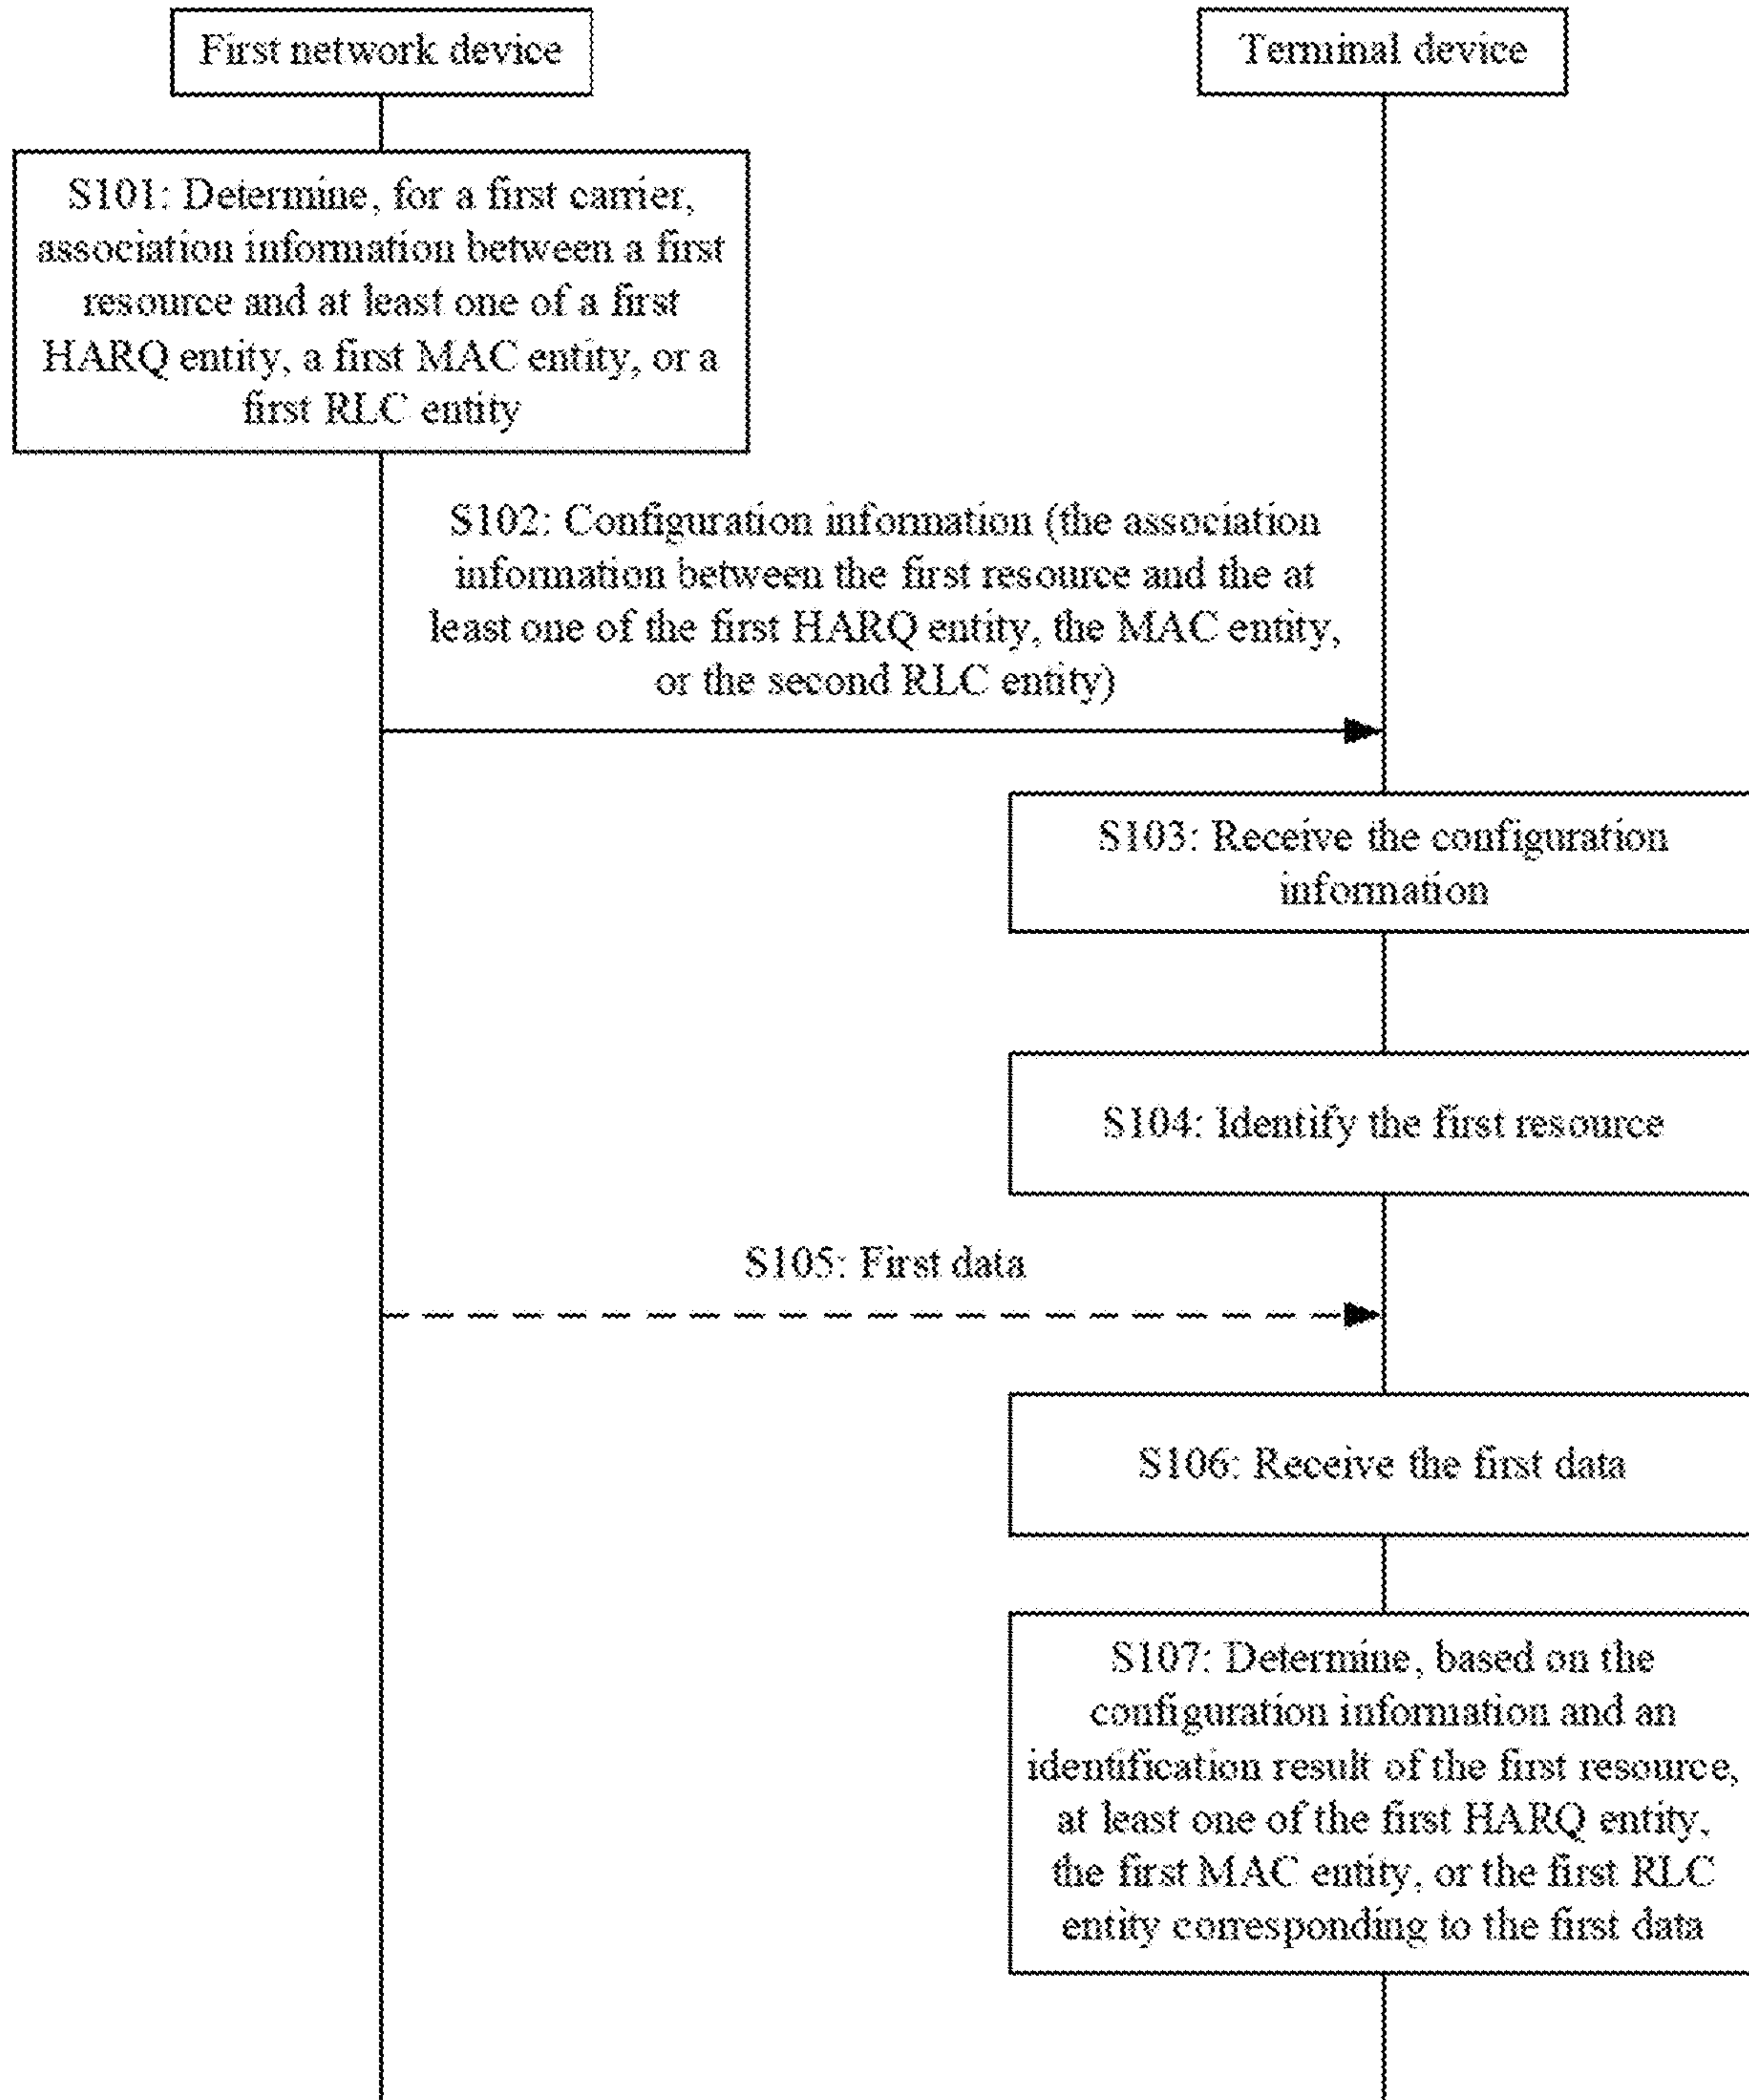 First network device
Terminal device
S101: Determine, for a first carrier,
association information between a first
resource and at least one of a first
HARQ entity, a first MAC entity, or a
first RLC entity
S102: Configuration information (the association
information between the first resource and the at
least one of the first HARQ entity, the MAC entity,
or the second RLC entity)
S103: Receive the configuration
information
S104: Identify the first resource
S105: First data
S106: Receive the first data
S107: Determine, based on the
configuration information and an
identification result of the first resource,
at least one of the first HARQ entity,
the first MAC entity, or the first RLC
entity corresponding to the first data